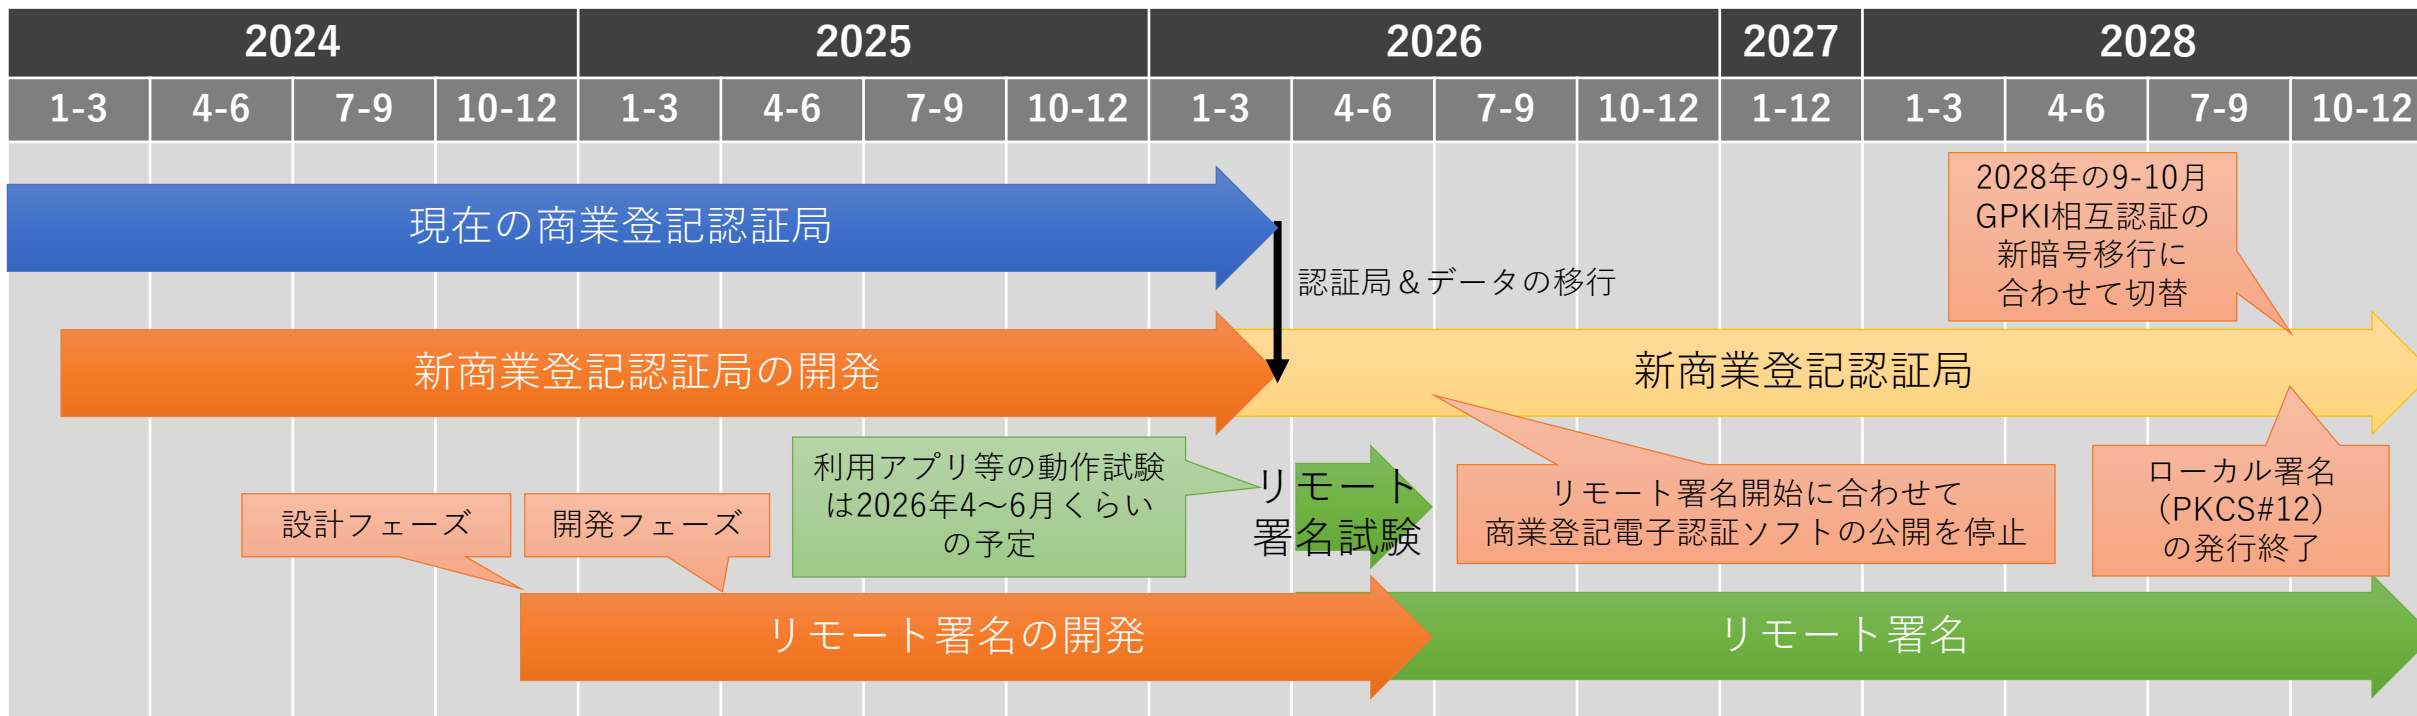 2024 2025 2026 2027 2028
1-3 4-6 7-9 10-12 1-3 4-6 7-9 10-12 1-3 4-6 7-9 10-12 1-12 1-3 4-6 7-9 10-12
現在の商業登記認証局
2028年の9-10月
GPKI相互認証の
新暗号移行に
合わせて切替
認証局＆データの移行
新商業登記認証局の開発
新商業登記認証局
利用アプリ等の動作試験
は2026年4～6月くらい
の予定
リモート
署名試験
リモート署名開始に合わせて
商業登記電子認証ソフトの公開を停止
ローカル署名
（PKCS#12）
の発行終了
設計フェーズ
開発フェーズ
リモート署名の開発
リモート署名